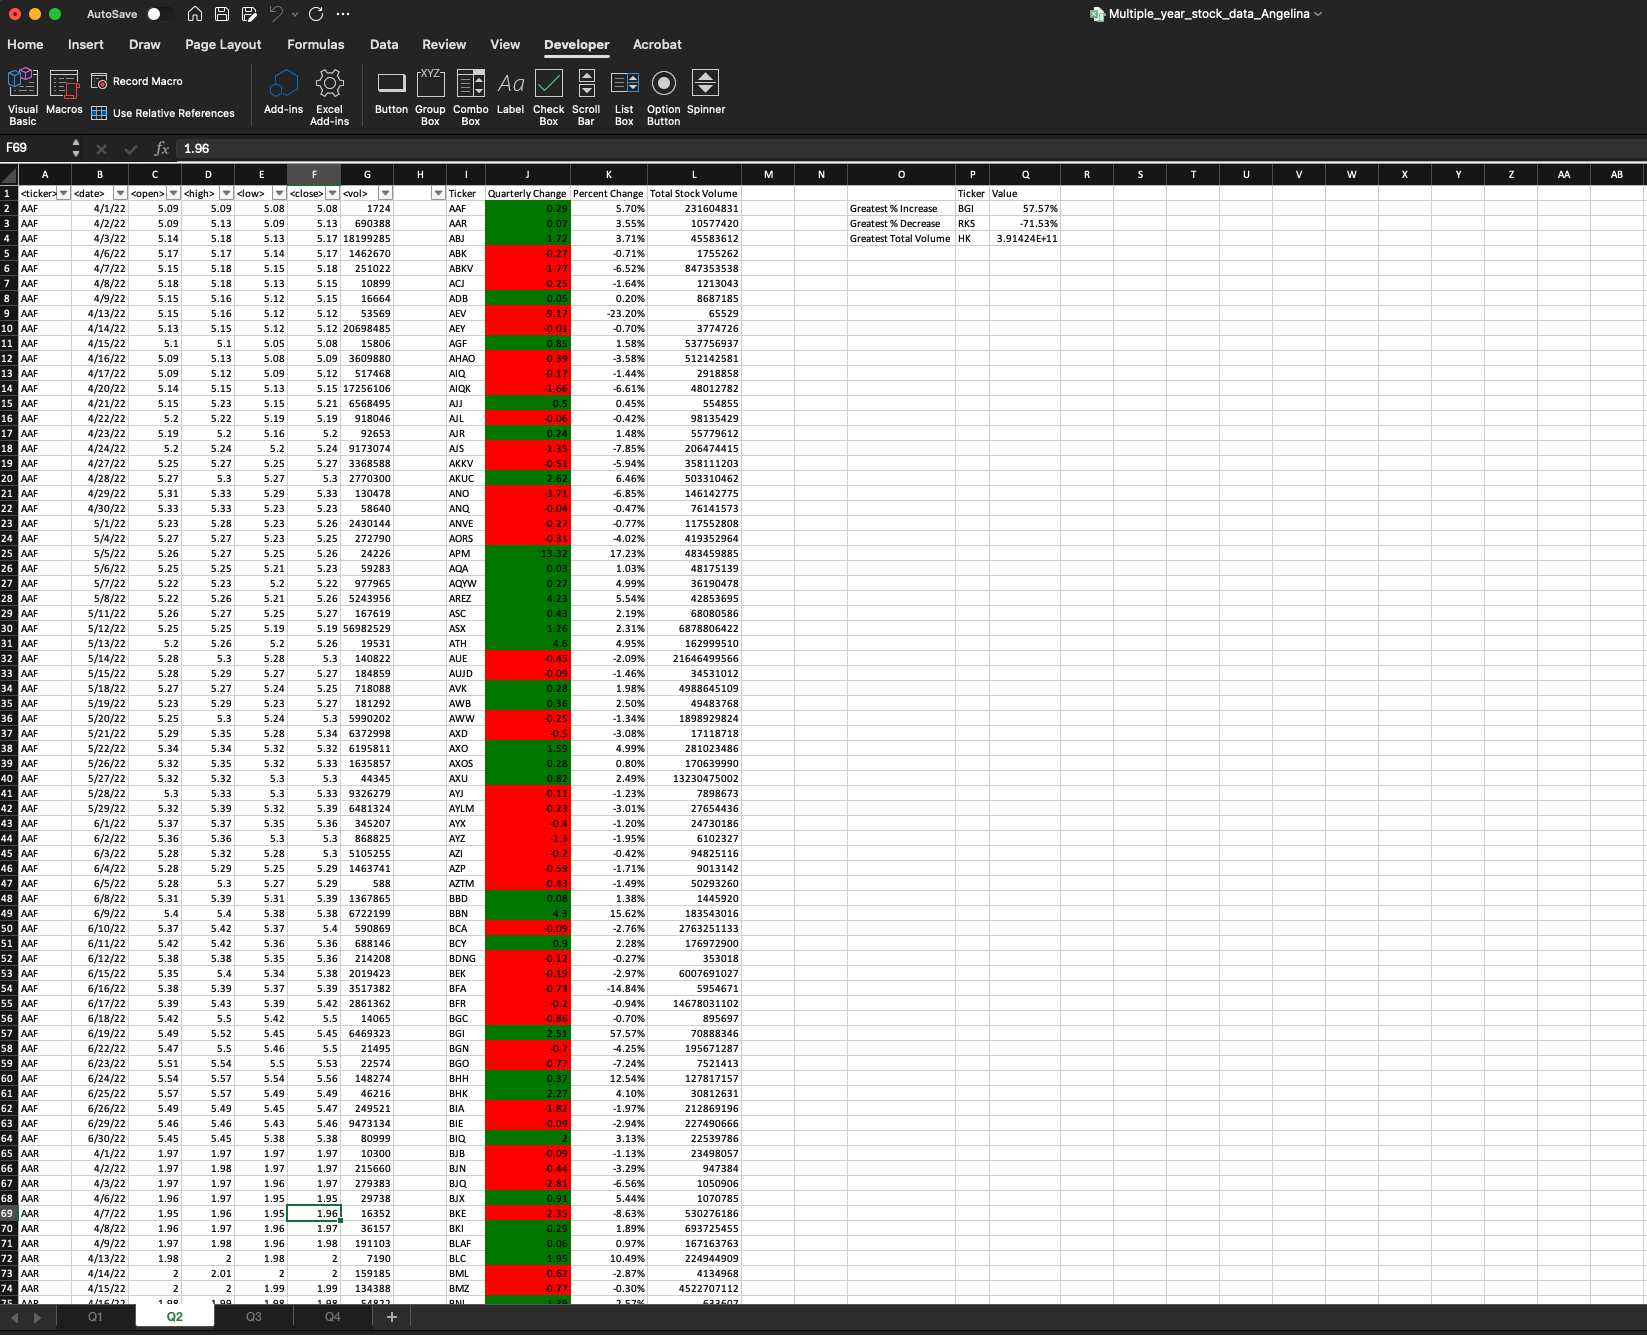 AutoSave Multiple_year_stock_data_Angelina
Home Insert Draw Page Layout Formulas Data Review View Developer Acrobat
Visual Basic Macros Record Macro Use Relative References Add-ins Excel Add-ins Button Group Box Combo Box Label Check Box Scroll Bar List Box Option Button Spinner
F69 fx 1.96
A B C D E F G H I J K L M N O P Q R S T U V W X Y Z AA AB
1 <ticker> <date> <open> <high> <low> <close> <vol> Ticker Quarterly Change Percent Change Total Stock Volume Ticker Value
2 AAF 4/1/22 5.09 5.09 5.08 5.08 1724 AAF 0.29 5.70% 231604831 Greatest % Increase BGI 57.57%
3 AAF 4/2/22 5.09 5.13 5.09 5.13 690388 AAR 0.07 3.55% 10577420 Greatest % Decrease RKS -71.53%
4 AAF 4/3/22 5.14 5.18 5.13 5.17 18199285 ABJ 1.72 3.71% 45583612 Greatest Total Volume HK 3.91424E+11
5 AAF 4/6/22 5.17 5.17 5.14 5.17 1462670 ABK -0.27 -0.71% 1755262
6 AAF 4/7/22 5.15 5.18 5.15 5.18 251022 ABKV -1.77 -6.52% 847353538
7 AAF 4/8/22 5.18 5.18 5.13 5.15 10899 ACJ -0.25 -1.64% 1213043
8 AAF 4/9/22 5.15 5.16 5.12 5.15 16664 ADB 0.05 0.20% 8687185
9 AAF 4/13/22 5.15 5.16 5.12 5.12 53569 AEV -9.17 -23.20% 65529
10 AAF 4/14/22 5.13 5.15 5.12 5.12 20698485 AEY -0.01 -0.70% 3774726
11 AAF 4/15/22 5.1 5.1 5.05 5.08 15806 AGF 0.85 1.58% 537756937
12 AAF 4/16/22 5.09 5.13 5.08 5.09 3609880 AHAO -0.39 -3.58% 512142581
13 AAF 4/17/22 5.09 5.12 5.09 5.12 517468 AIQ -0.17 -1.44% 2918858
14 AAF 4/20/22 5.14 5.15 5.13 5.15 17256106 AIQK -1.66 -6.61% 48012782
15 AAF 4/21/22 5.15 5.23 5.15 5.21 6568495 AJJ 0.5 0.45% 554855
16 AAF 4/22/22 5.2 5.22 5.19 5.19 918046 AJL -0.06 -0.42% 98135429
17 AAF 4/23/22 5.19 5.2 5.16 5.2 92653 AJR 0.24 1.48% 55779612
18 AAF 4/24/22 5.2 5.24 5.2 5.24 9173074 AJS -1.35 -7.85% 206474415
19 AAF 4/27/22 5.25 5.27 5.25 5.27 3368588 AKKV -0.51 -5.94% 358111203
20 AAF 4/28/22 5.27 5.3 5.27 5.3 2770300 AKUC 2.62 6.46% 503310462
21 AAF 4/29/22 5.31 5.33 5.29 5.33 130478 ANO -3.71 -6.85% 146142775
22 AAF 4/30/22 5.33 5.33 5.23 5.23 58640 ANQ -0.04 -0.47% 76141573
23 AAF 5/1/22 5.23 5.28 5.23 5.26 2430144 ANVE -0.27 -0.77% 117552808
24 AAF 5/4/22 5.27 5.27 5.23 5.25 272790 AORS -0.31 -4.02% 419352964
25 AAF 5/5/22 5.26 5.27 5.25 5.26 24226 APM 13.32 17.23% 483459885
26 AAF 5/6/22 5.25 5.25 5.21 5.23 59283 AQA 0.03 1.03% 48175139
27 AAF 5/7/22 5.22 5.23 5.2 5.22 977965 AQYW 0.27 4.99% 36190478
28 AAF 5/8/22 5.22 5.26 5.21 5.26 5243956 AREZ 4.23 5.54% 42853695
29 AAF 5/11/22 5.26 5.27 5.25 5.27 167619 ASC 0.43 2.19% 68080586
30 AAF 5/12/22 5.25 5.25 5.19 5.19 56982529 ASX 1.26 2.31% 6878806422
31 AAF 5/13/22 5.2 5.26 5.2 5.26 19531 ATH 4.6 4.95% 162999510
32 AAF 5/14/22 5.28 5.3 5.28 5.3 140822 AUE -0.45 -2.09% 21646499566
33 AAF 5/15/22 5.28 5.29 5.27 5.27 184859 AUJD -0.09 -1.46% 34531012
34 AAF 5/18/22 5.27 5.27 5.24 5.25 718088 AVK 0.28 1.98% 4988645109
35 AAF 5/19/22 5.23 5.29 5.23 5.27 181292 AWB 0.36 2.50% 49483768
36 AAF 5/20/22 5.25 5.3 5.24 5.3 5990202 AWW -0.25 -1.34% 1898929824
37 AAF 5/21/22 5.29 5.35 5.28 5.34 6372998 AXD -0.5 -3.08% 17118718
38 AAF 5/22/22 5.34 5.34 5.32 5.32 6195811 AXO 1.59 4.99% 281023486
39 AAF 5/26/22 5.32 5.35 5.32 5.33 1635857 AXOS 0.28 0.80% 170639990
40 AAF 5/27/22 5.32 5.32 5.3 5.3 44345 AXU 0.82 2.49% 13230475002
41 AAF 5/28/22 5.3 5.33 5.3 5.33 9326279 AYJ -0.11 -1.23% 7898673
42 AAF 5/29/22 5.32 5.39 5.32 5.39 6481324 AYLM -0.23 -3.01% 27654436
43 AAF 6/1/22 5.37 5.37 5.35 5.36 345207 AYX -0.4 -1.20% 24730186
44 AAF 6/2/22 5.36 5.36 5.3 5.3 868825 AYZ -1.3 -1.95% 6102327
45 AAF 6/3/22 5.28 5.32 5.28 5.3 5105255 AZI -0.2 -0.42% 94825116
46 AAF 6/4/22 5.28 5.29 5.25 5.29 1463741 AZP -0.59 -1.71% 9013142
47 AAF 6/5/22 5.28 5.3 5.27 5.29 588 AZTM -0.43 -1.49% 50293260
48 AAF 6/8/22 5.31 5.39 5.31 5.39 1367865 BBD 0.08 1.38% 1445920
49 AAF 6/9/22 5.4 5.4 5.38 5.38 6722199 BBN 4.3 15.62% 183543016
50 AAF 6/10/22 5.37 5.42 5.37 5.4 590869 BCA -0.09 -2.76% 2763251133
51 AAF 6/11/22 5.42 5.42 5.36 5.36 688146 BCY 0.9 2.28% 176972900
52 AAF 6/12/22 5.38 5.38 5.35 5.36 214208 BDNG -0.12 -0.27% 353018
53 AAF 6/15/22 5.35 5.4 5.34 5.38 2019423 BEK -0.19 -2.97% 6007691027
54 AAF 6/16/22 5.38 5.39 5.37 5.39 3517382 BFA -0.73 -14.84% 5954671
55 AAF 6/17/22 5.39 5.43 5.39 5.42 2861362 BFR -0.2 -0.94% 14678031102
56 AAF 6/18/22 5.42 5.5 5.42 5.5 14065 BGC -0.86 -0.70% 895697
57 AAF 6/19/22 5.49 5.52 5.45 5.45 6469323 BGI 2.51 57.57% 70888346
58 AAF 6/22/22 5.47 5.5 5.46 5.5 21495 BGN -0.7 -4.25% 195671287
59 AAF 6/23/22 5.51 5.54 5.5 5.53 22574 BGO -0.77 -7.24% 7521413
60 AAF 6/24/22 5.54 5.57 5.54 5.56 148274 BHH 0.37 12.54% 127817157
61 AAF 6/25/22 5.57 5.57 5.49 5.49 46216 BHK 2.27 4.10% 30812631
62 AAF 6/26/22 5.49 5.49 5.45 5.47 249521 BIA -1.82 -1.97% 212869196
63 AAF 6/29/22 5.46 5.46 5.43 5.46 9473134 BIE -0.09 -2.94% 227490666
64 AAF 6/30/22 5.45 5.45 5.38 5.38 80999 BIQ 2 3.13% 22539786
65 AAR 4/1/22 1.97 1.97 1.97 1.97 10300 BJB -0.09 -1.13% 23498057
66 AAR 4/2/22 1.97 1.98 1.97 1.97 215660 BJN -0.44 -3.29% 947384
67 AAR 4/3/22 1.97 1.97 1.96 1.97 279383 BJQ -2.81 -6.56% 1050906
68 AAR 4/6/22 1.96 1.97 1.95 1.95 29738 BJX 0.91 5.44% 1070785
69 AAR 4/7/22 1.95 1.96 1.95 1.96 16352 BKE -2.35 -8.63% 530276186
70 AAR 4/8/22 1.96 1.97 1.96 1.97 36157 BKI 0.29 1.89% 693725455
71 AAR 4/9/22 1.97 1.98 1.96 1.98 191103 BLAF 0.06 0.97% 167163763
72 AAR 4/13/22 1.98 2 1.98 2 7190 BLC 1.95 10.49% 224944909
73 AAR 4/14/22 2 2.01 2 2 159185 BML -0.62 -2.87% 4134968
74 AAR 4/15/22 2 2 1.99 1.99 134388 BMZ -0.77 -0.30% 4522707112
75 AAR 4/16/22 1.98 1.99 1.98 1.98 54822 BNL 1.39 2.57% 633607
Q1 Q2 Q3 Q4 +